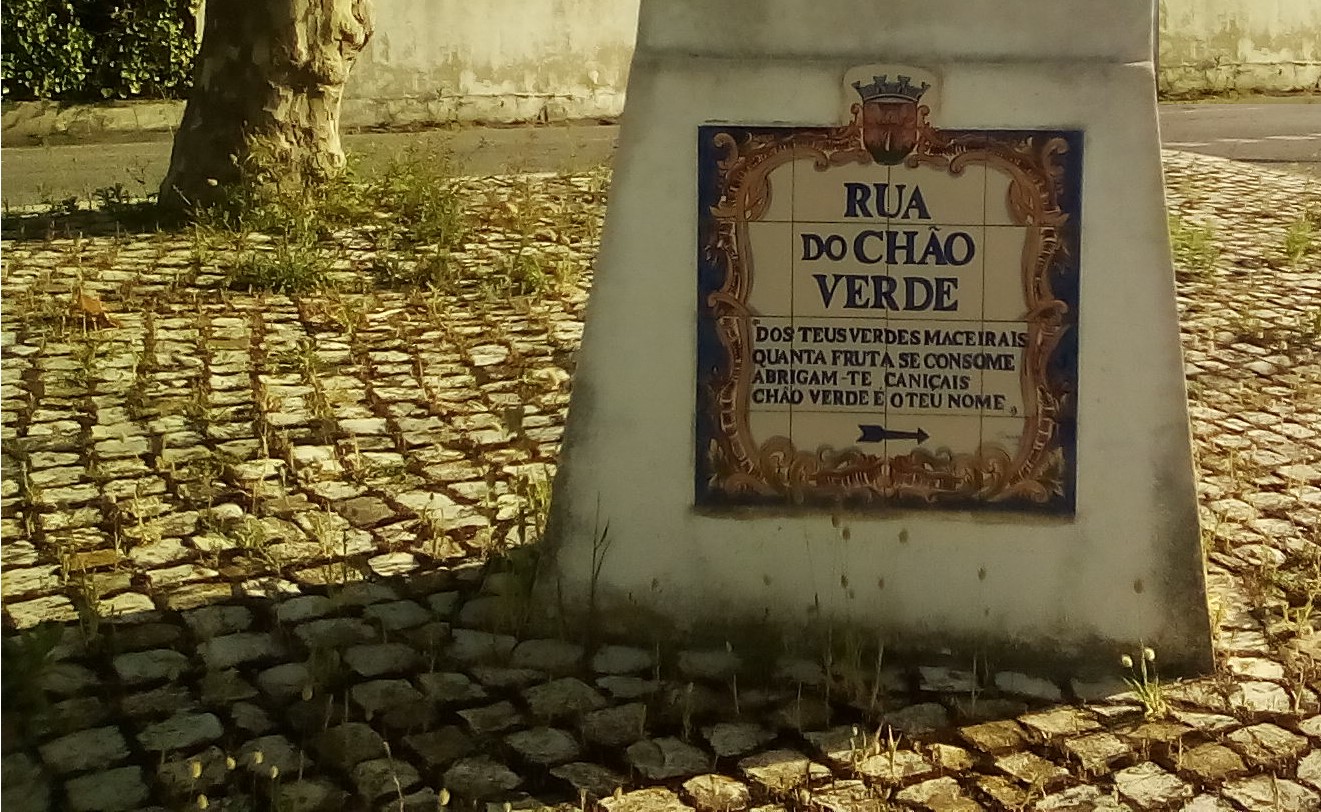 RUA
DO CHÃO
VERDE
"DOS TEUS VERDES MACEIRAIS
QUANTA FRUTA SE CONSOME
ABRIGAM-TE CANIÇAIS
CHÃO VERDE É O TEU NOME"